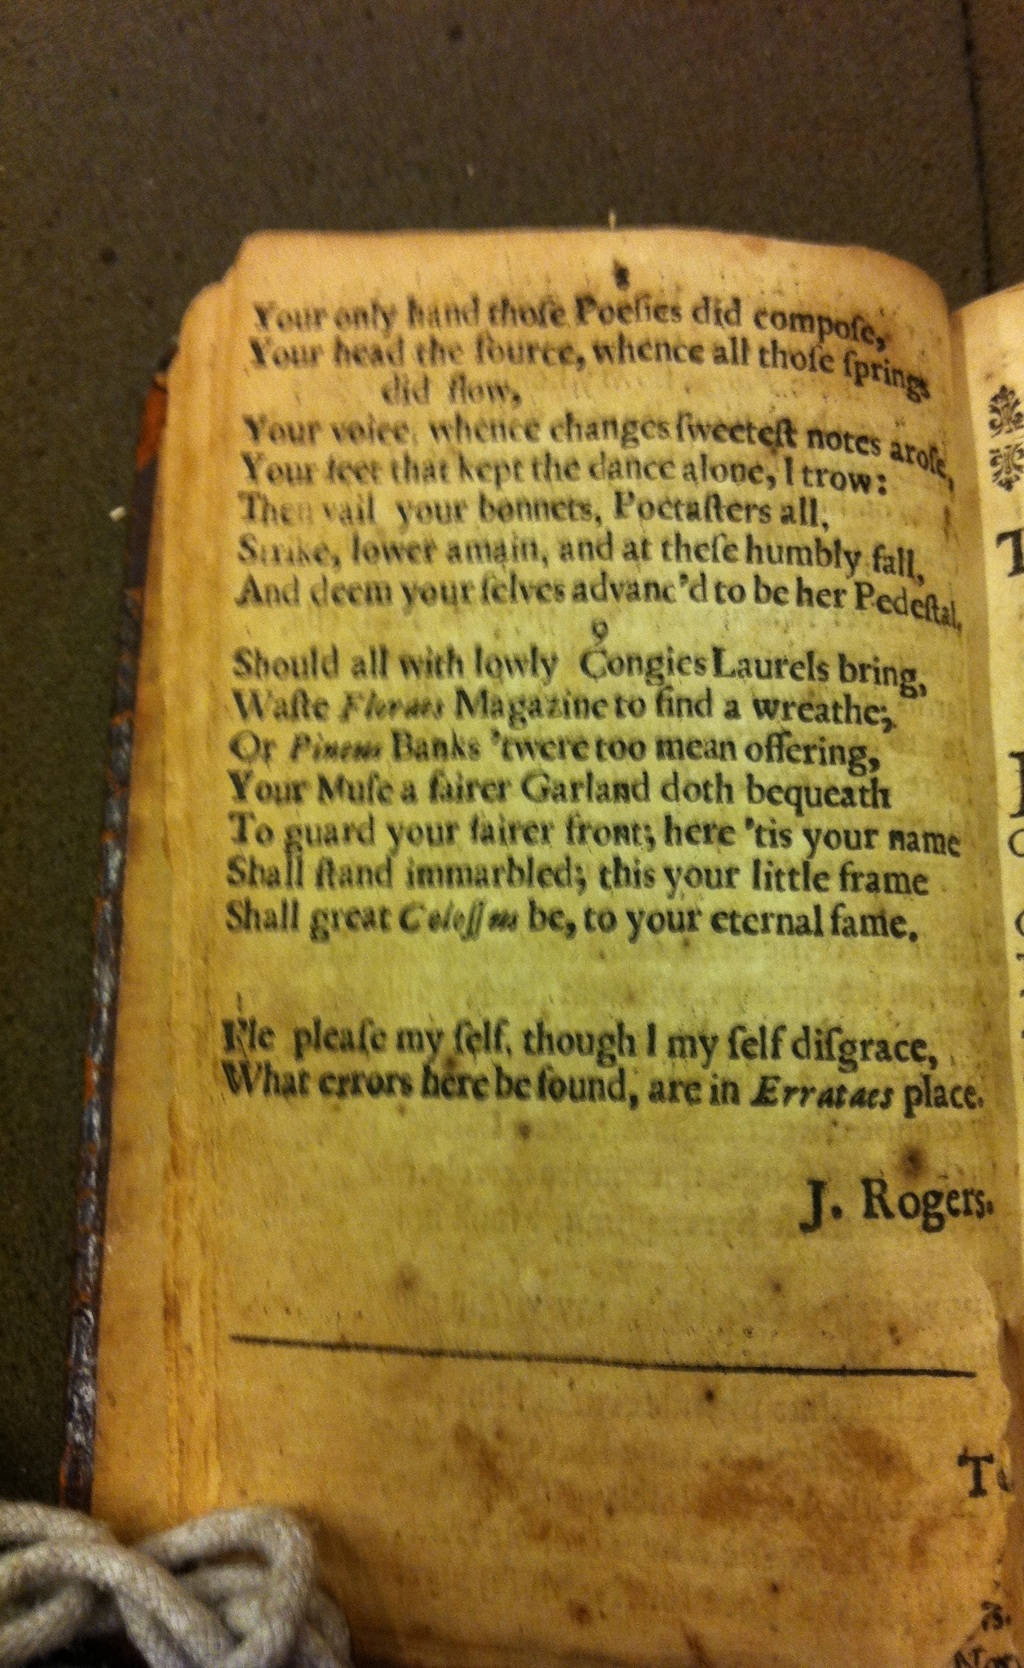 8
Your only hand thoſe Poeſies did compoſe,
Your head the ſource, whence all thoſe ſprings
did flow,
Your voice, whence changes ſweeteſt notes aroſe,
Your feet that kept the dance alone, I trow:
Then vail your bonnets, Poetaſters all,
Strike, lower amain, and at theſe humbly fall,
And deem your ſelves advanc'd to be her Pedeſtal.
9
Should all with lowly Congies Laurels bring,
Waſte Floraes Magazine to find a wreathe;
Or Pineus Banks 'twere too mean offering,
Your Muſe a fairer Garland doth bequeath
To guard your fairer front; here 'tis your name
Shall ſtand immarbled; this your little frame
Shall great Coloſſus be, to your eternal fame.
I'le pleaſe my ſelf, though I my ſelf diſgrace,
What errors here be found, are in Errataes place.
J. Rogers.